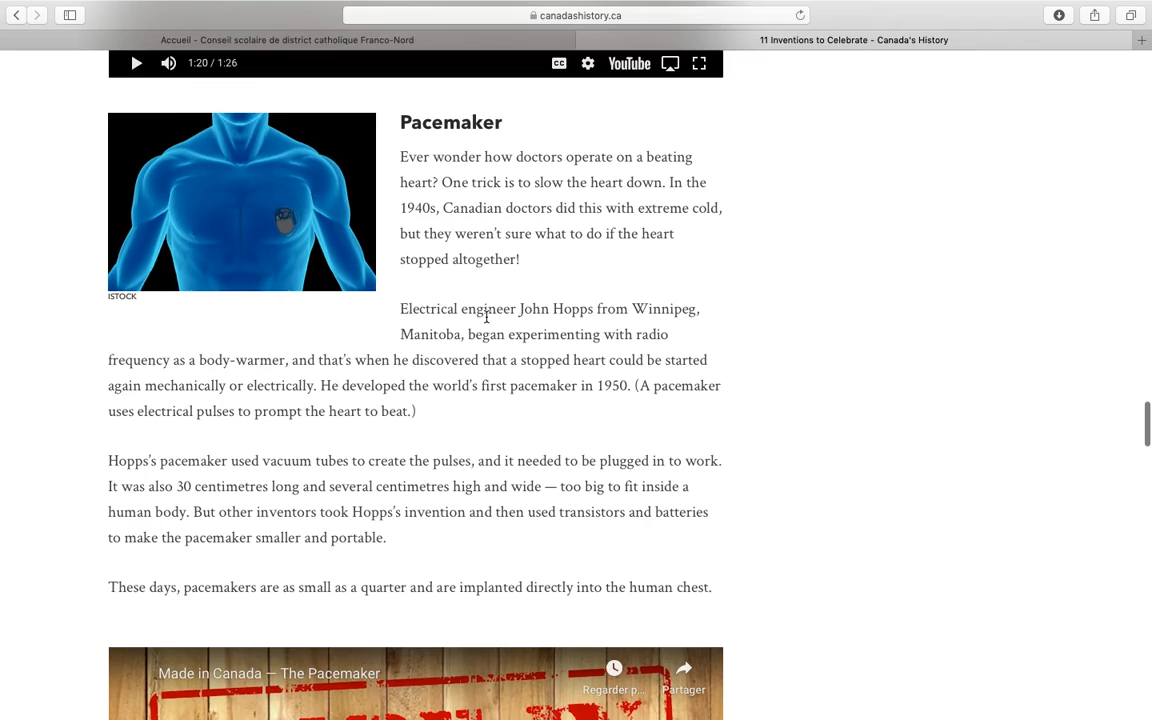 canadashistory.ca
Accueil - Conseil scolaire de district catholique Franco-Nord
11 Inventions to Celebrate - Canada's History
1:20 / 1:26
CC
YouTube
Pacemaker
Ever wonder how doctors operate on a beating
heart? One trick is to slow the heart down. In the
1940s, Canadian doctors did this with extreme cold,
but they weren't sure what to do if the heart
stopped altogether!
ISTOCK
Electrical engineer John Hopps from Winnipeg,
Manitoba, began experimenting with radio
frequency as a body-warmer, and that's when he discovered that a stopped heart could be started
again mechanically or electrically. He developed the world's first pacemaker in 1950. (A pacemaker
uses electrical pulses to prompt the heart to beat.)
Hopps's pacemaker used vacuum tubes to create the pulses, and it needed to be plugged in to work.
It was also 30 centimetres long and several centimetres high and wide — too big to fit inside a
human body. But other inventors took Hopps's invention and then used transistors and batteries
to make the pacemaker smaller and portable.
These days, pacemakers are as small as a quarter and are implanted directly into the human chest.
Made in Canada – The Pacemaker
Regarder p...
Partager